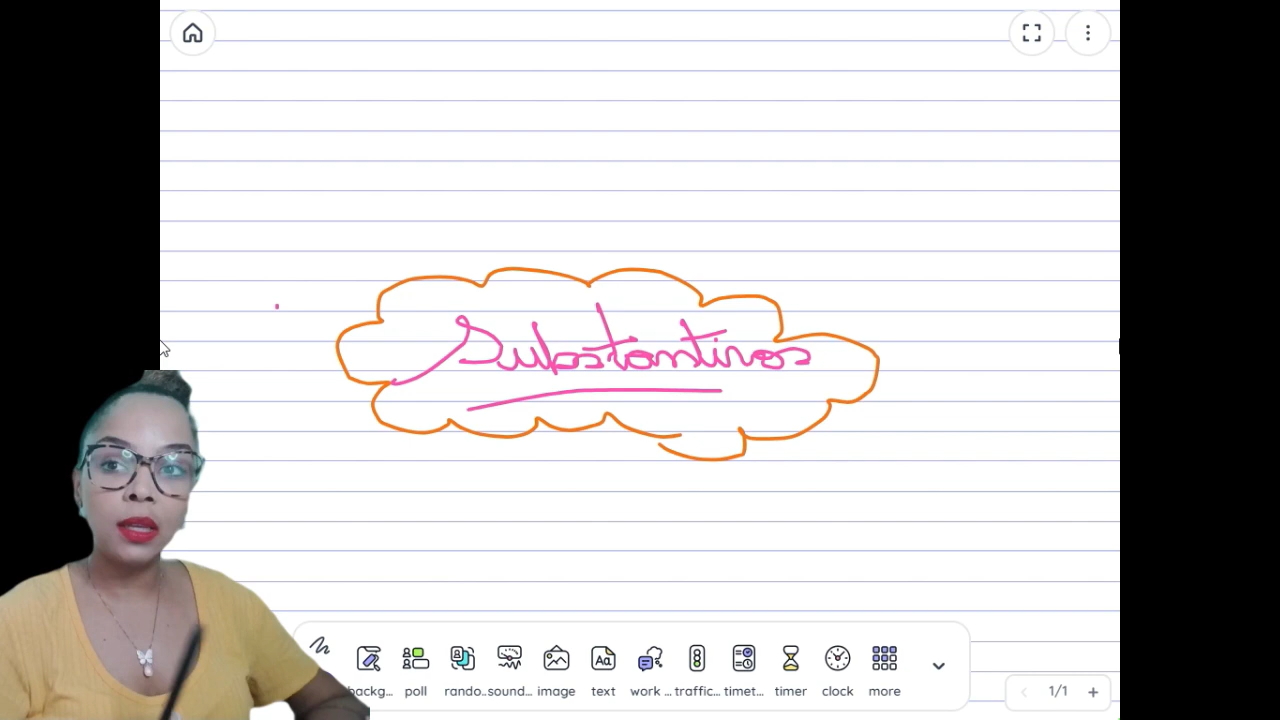 Substantivos
backg...
poll
rando...
sound...
image
text
work ...
traffic...
timet...
timer
clock
more
1/1